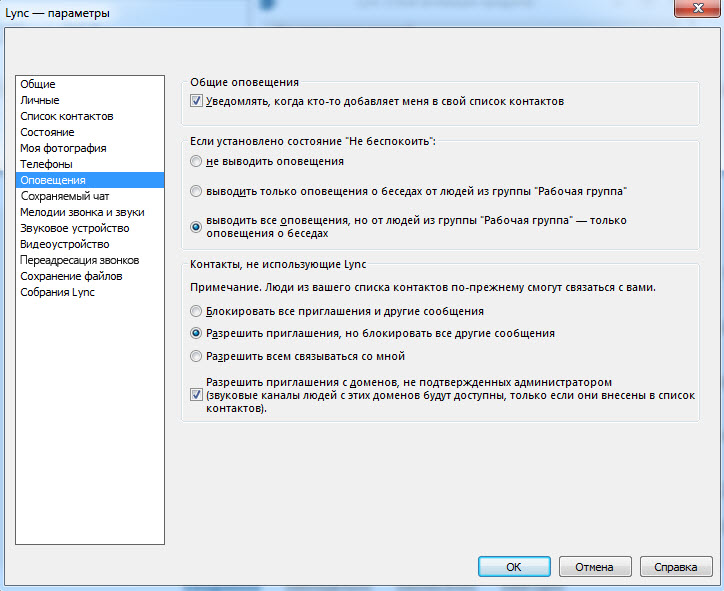 Lync — параметры
Общие
Личные
Список контактов
Состояние
Моя фотография
Телефоны
Оповещения
Сохраняемый чат
Мелодии звонка и звуки
Звуковое устройство
Видеоустройство
Переадресация звонков
Сохранение файлов
Собрания Lync
Общие оповещения
Уведомлять, когда кто-то добавляет меня в свой список контактов
Если установлено состояние "Не беспокоить":
не выводить оповещения
выводить только оповещения о беседах от людей из группы "Рабочая группа"
выводить все оповещения, но от людей из группы "Рабочая группа" — только
оповещения о беседах
Контакты, не использующие Lync
Примечание. Люди из вашего списка контактов по-прежнему смогут связаться с вами.
Блокировать все приглашения и другие сообщения
Разрешить приглашения, но блокировать все другие сообщения
Разрешить всем связываться со мной
Разрешить приглашения с доменов, не подтвержденных администратором
(звуковые каналы людей с этих доменов будут доступны, только если они внесены в список
контактов).
ОК
Отмена
Справка